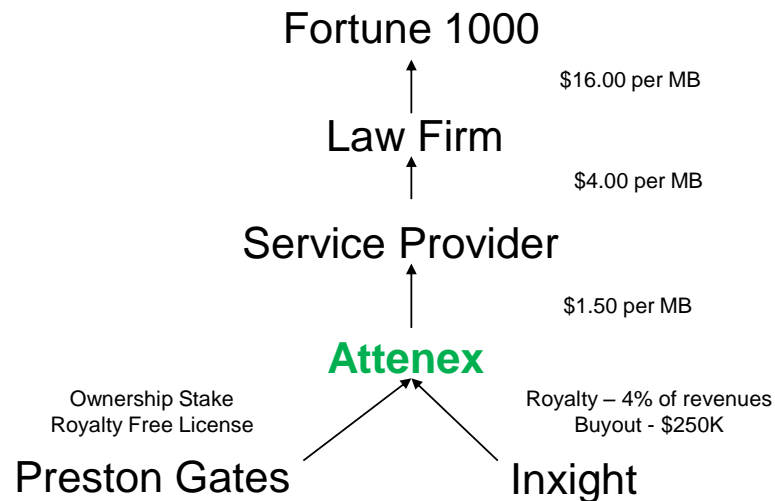 Fortune 1000
$16.00 per MB
Law Firm
$4.00 per MB
Service Provider
$1.50 per MB
Attenex
Ownership Stake
Royalty Free License
Royalty – 4% of revenues
Buyout - $250K
Preston Gates
Inxight